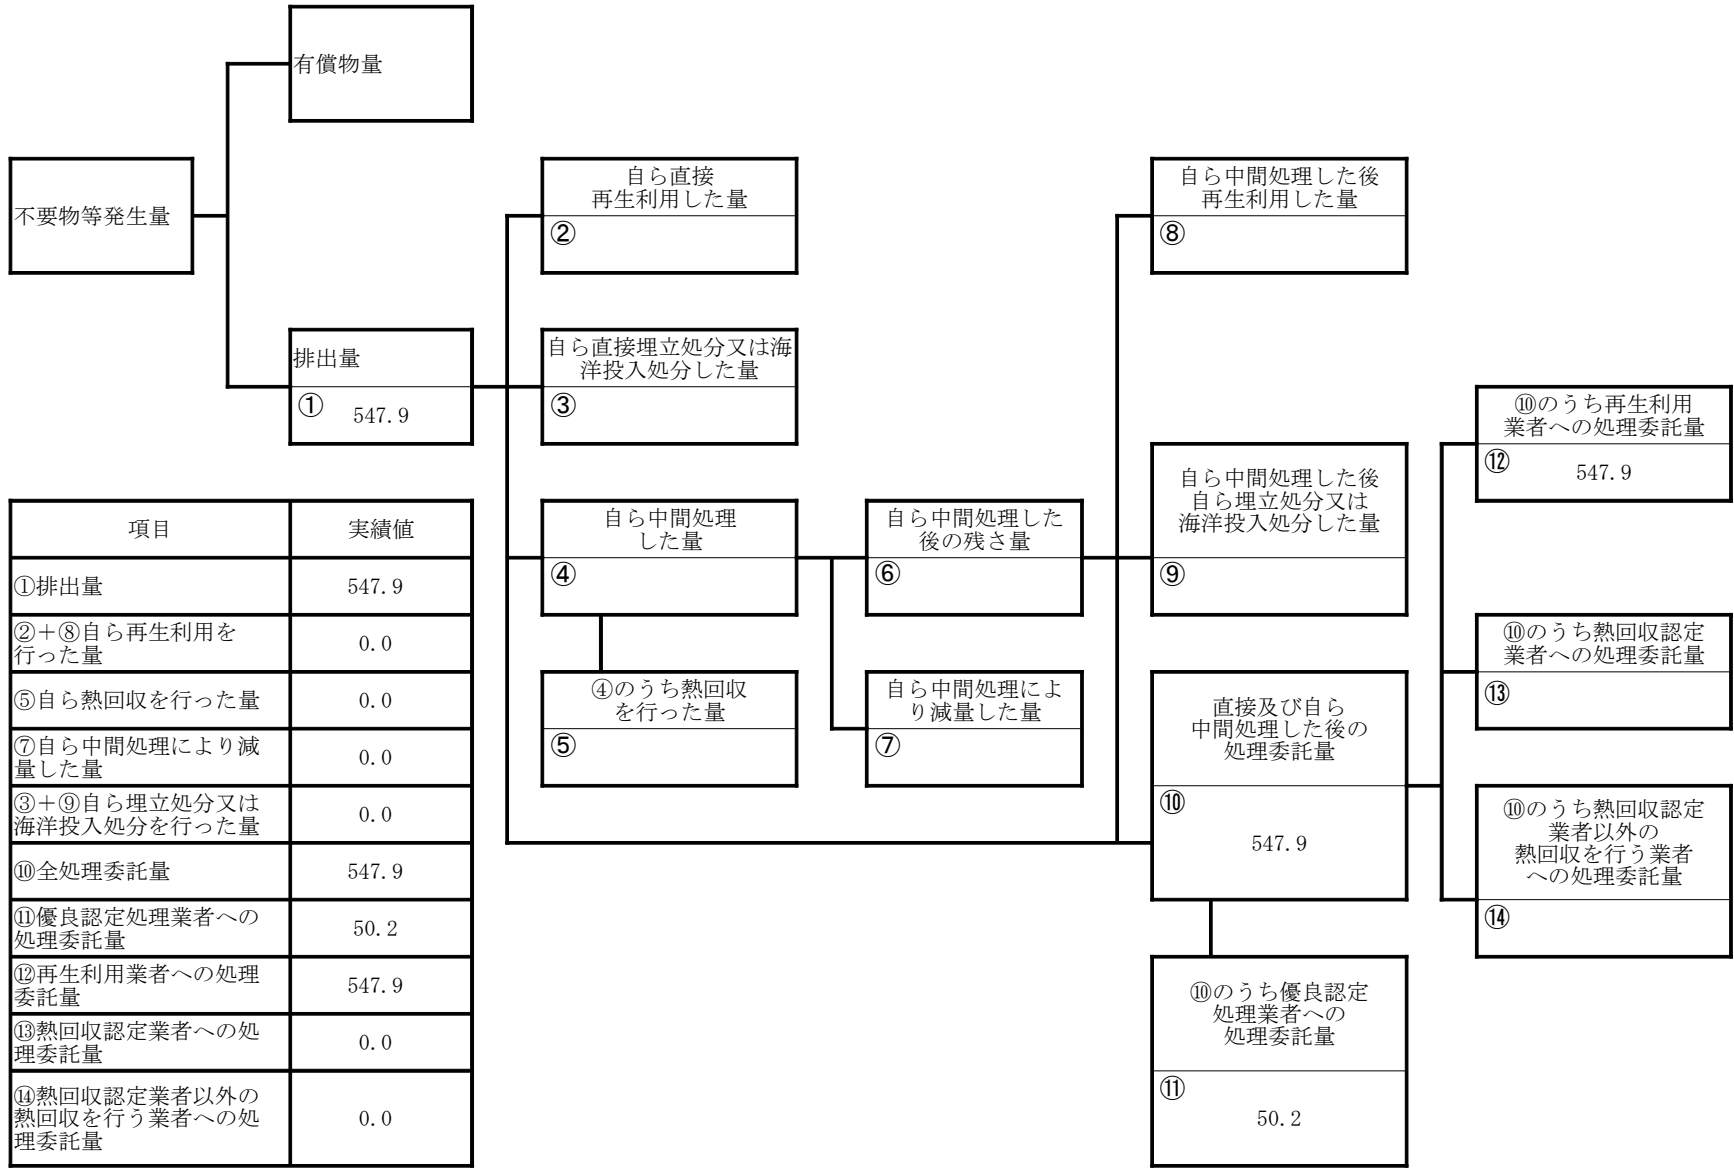 有償物量
不要物等発生量
自ら直接
再生利用した量
②
自ら中間処理した後
再生利用した量
⑧
排出量
① 547.9
自ら直接埋立処分又は海
洋投入処分した量
③
⑩のうち再生利用
業者への処理委託量
⑫ 547.9
自ら中間処理した後
自ら埋立処分又は
海洋投入処分した量
⑨
自ら中間処理
した量
④
自ら中間処理した
後の残さ量
⑥
⑩のうち熱回収認定
業者への処理委託量
⑬
④のうち熱回収
を行った量
⑤
自ら中間処理によ
り減量した量
⑦
直接及び自ら
中間処理した後の
処理委託量
⑩
547.9
⑩のうち熱回収認定
業者以外の
熱回収を行う業者
への処理委託量
⑭
⑩のうち優良認定
処理業者への
処理委託量
⑪
50.2
項目 実績値
①排出量 547.9
②＋⑧自ら再生利用を
行った量 0.0
⑤自ら熱回収を行った量 0.0
⑦自ら中間処理により減
量した量 0.0
③＋⑨自ら埋立処分又は
海洋投入処分を行った量 0.0
⑩全処理委託量 547.9
⑪優良認定処理業者への
処理委託量 50.2
⑫再生利用業者への処理
委託量 547.9
⑬熱回収認定業者への処
理委託量 0.0
⑭熱回収認定業者以外の
熱回収を行う業者への処
理委託量 0.0